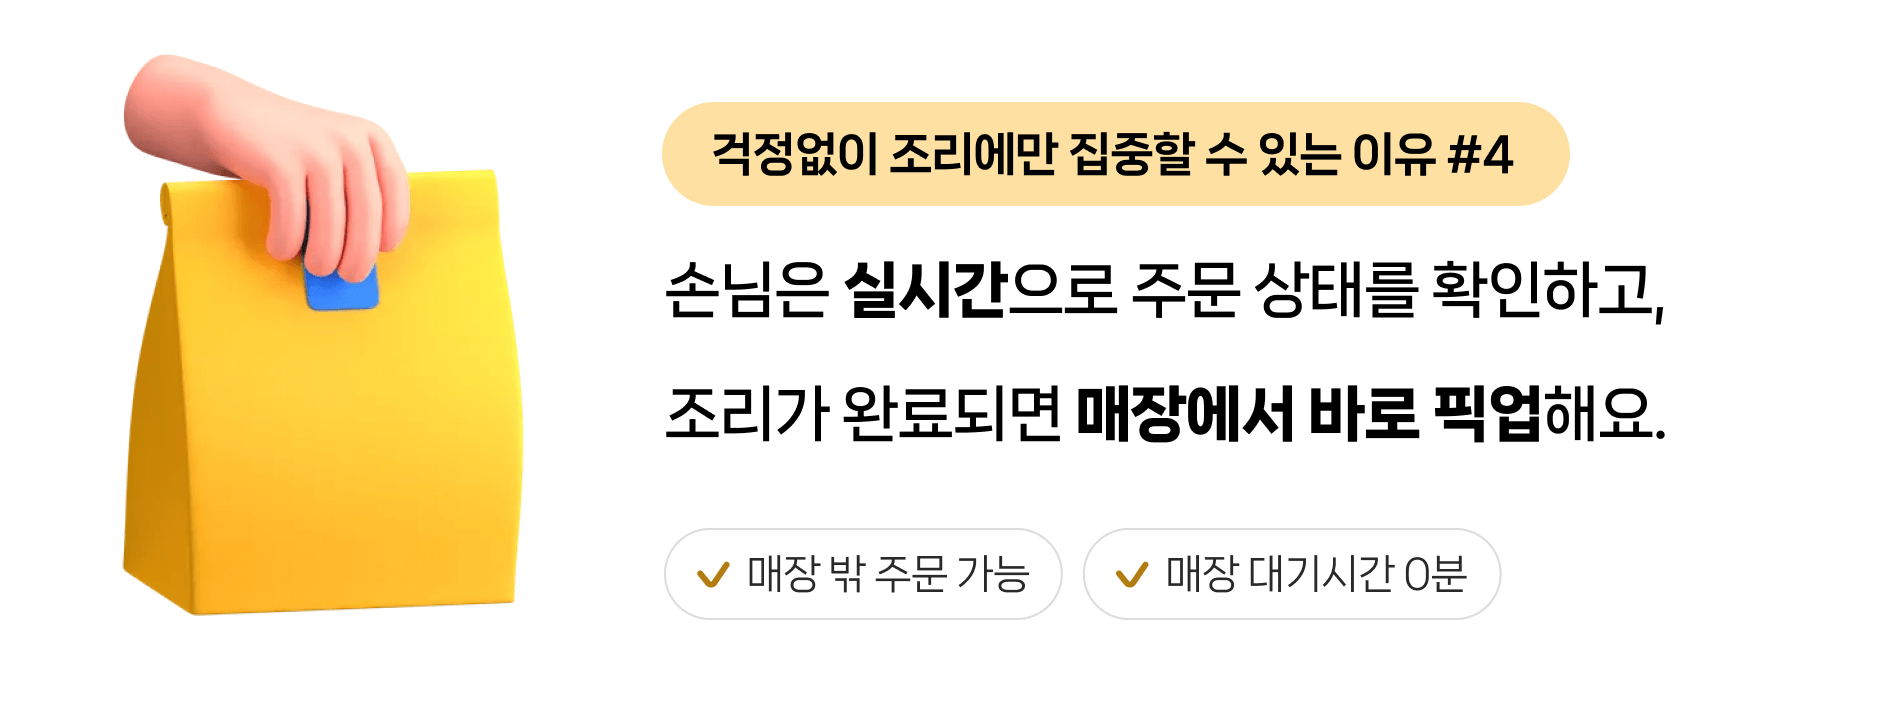 걱정없이 조리에만 집중할 수 있는 이유 #4
손님은 실시간으로 주문 상태를 확인하고,
조리가 완료되면 매장에서 바로 픽업해요.
매장 밖 주문 가능
매장 대기시간 0분